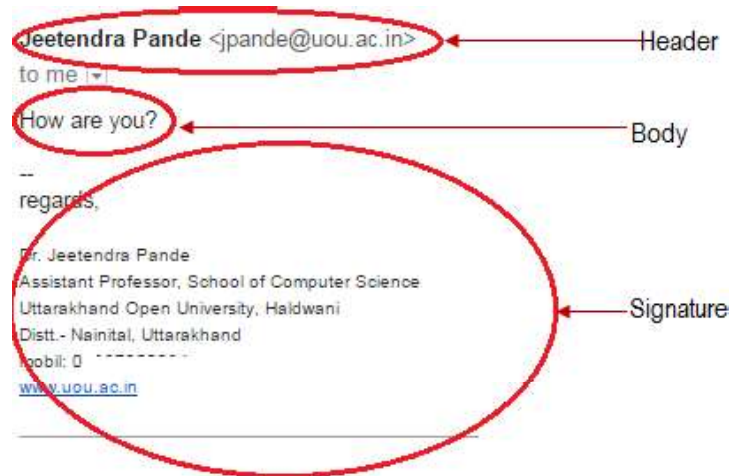 Jeetendra Pande <jpande@uou.ac.in>
Header
to me
How are you?
Body
--
regards,
Dr. Jeetendra Pande
Assistant Professor, School of Computer Science
Uttarakhand Open University, Haldwani
Signature
Distt.- Nainital, Uttarakhand
0
www.uou.ac.in